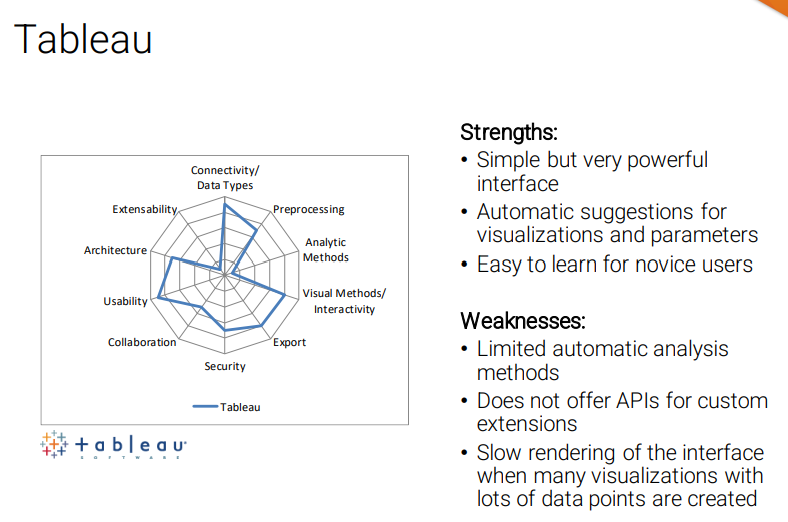 Tableau
Connectivity/
Data Types
Extensability
Preprocessing
Architecture
Analytic
Methods
Usability
Visual Methods/
Interactivity
Collaboration
Export
Security
Tableau
+ableau
SOFTWARE
Strengths:
• Simple but very powerful
interface
• Automatic suggestions for
visualizations and parameters
• Easy to learn for novice users
Weaknesses:
• Limited automatic analysis
methods
• Does not offer APIs for custom
extensions
• Slow rendering of the interface
when many visualizations with
lots of data points are created